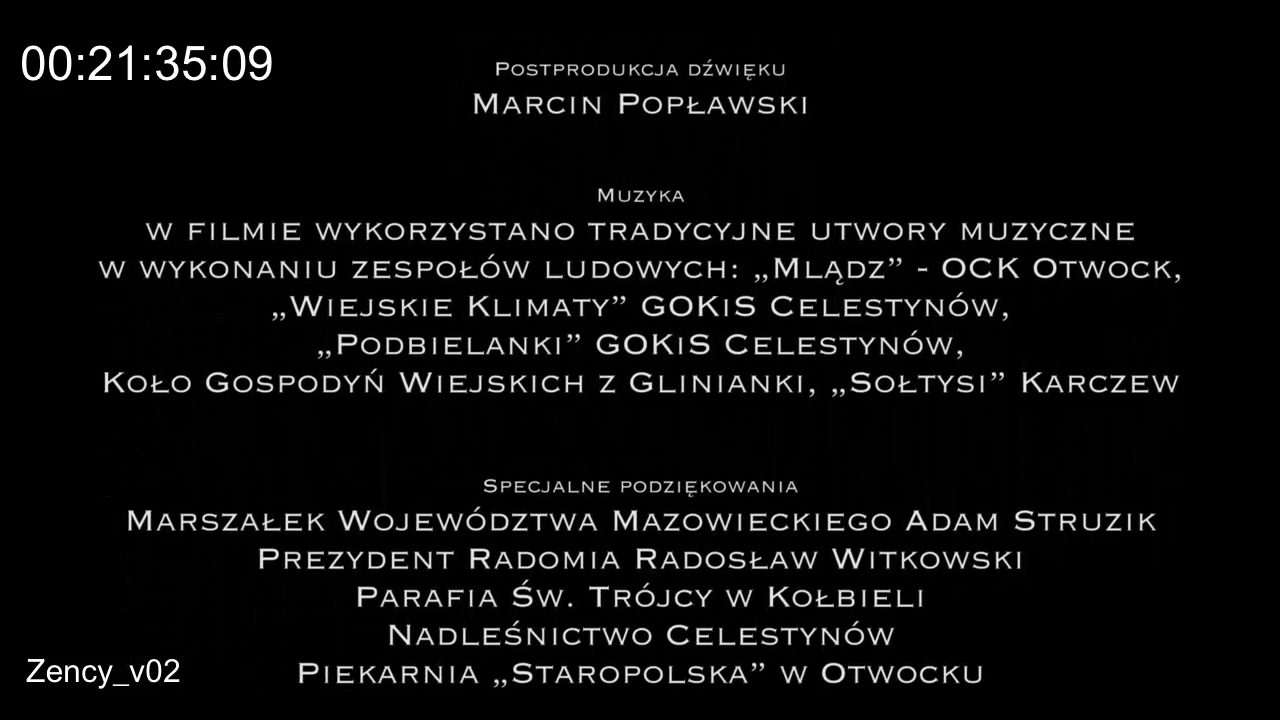 00:21:35:09
Postprodukcja dźwięku
Marcin Popławski
Muzyka
w filmie wykorzystano tradycyjne utwory muzyczne
w wykonaniu zespołów ludowych: „Mlądz” - OCK Otwock,
„Wiejskie Klimaty” GOKiS Celestynów,
„Podbielanki” GOKiS Celestynów,
Koło Gospodyń Wiejskich z Glinianki, „Sołtysi” Karczew
Specjalne podziękowania
Marszałek Województwa Mazowieckiego Adam Struzik
Prezydent Radomia Radosław Witkowski
Parafia Św. Trójcy w Kołbieli
Nadleśnictwo Celestynów
Piekarnia „Staropolska” w Otwocku
Zency_v02